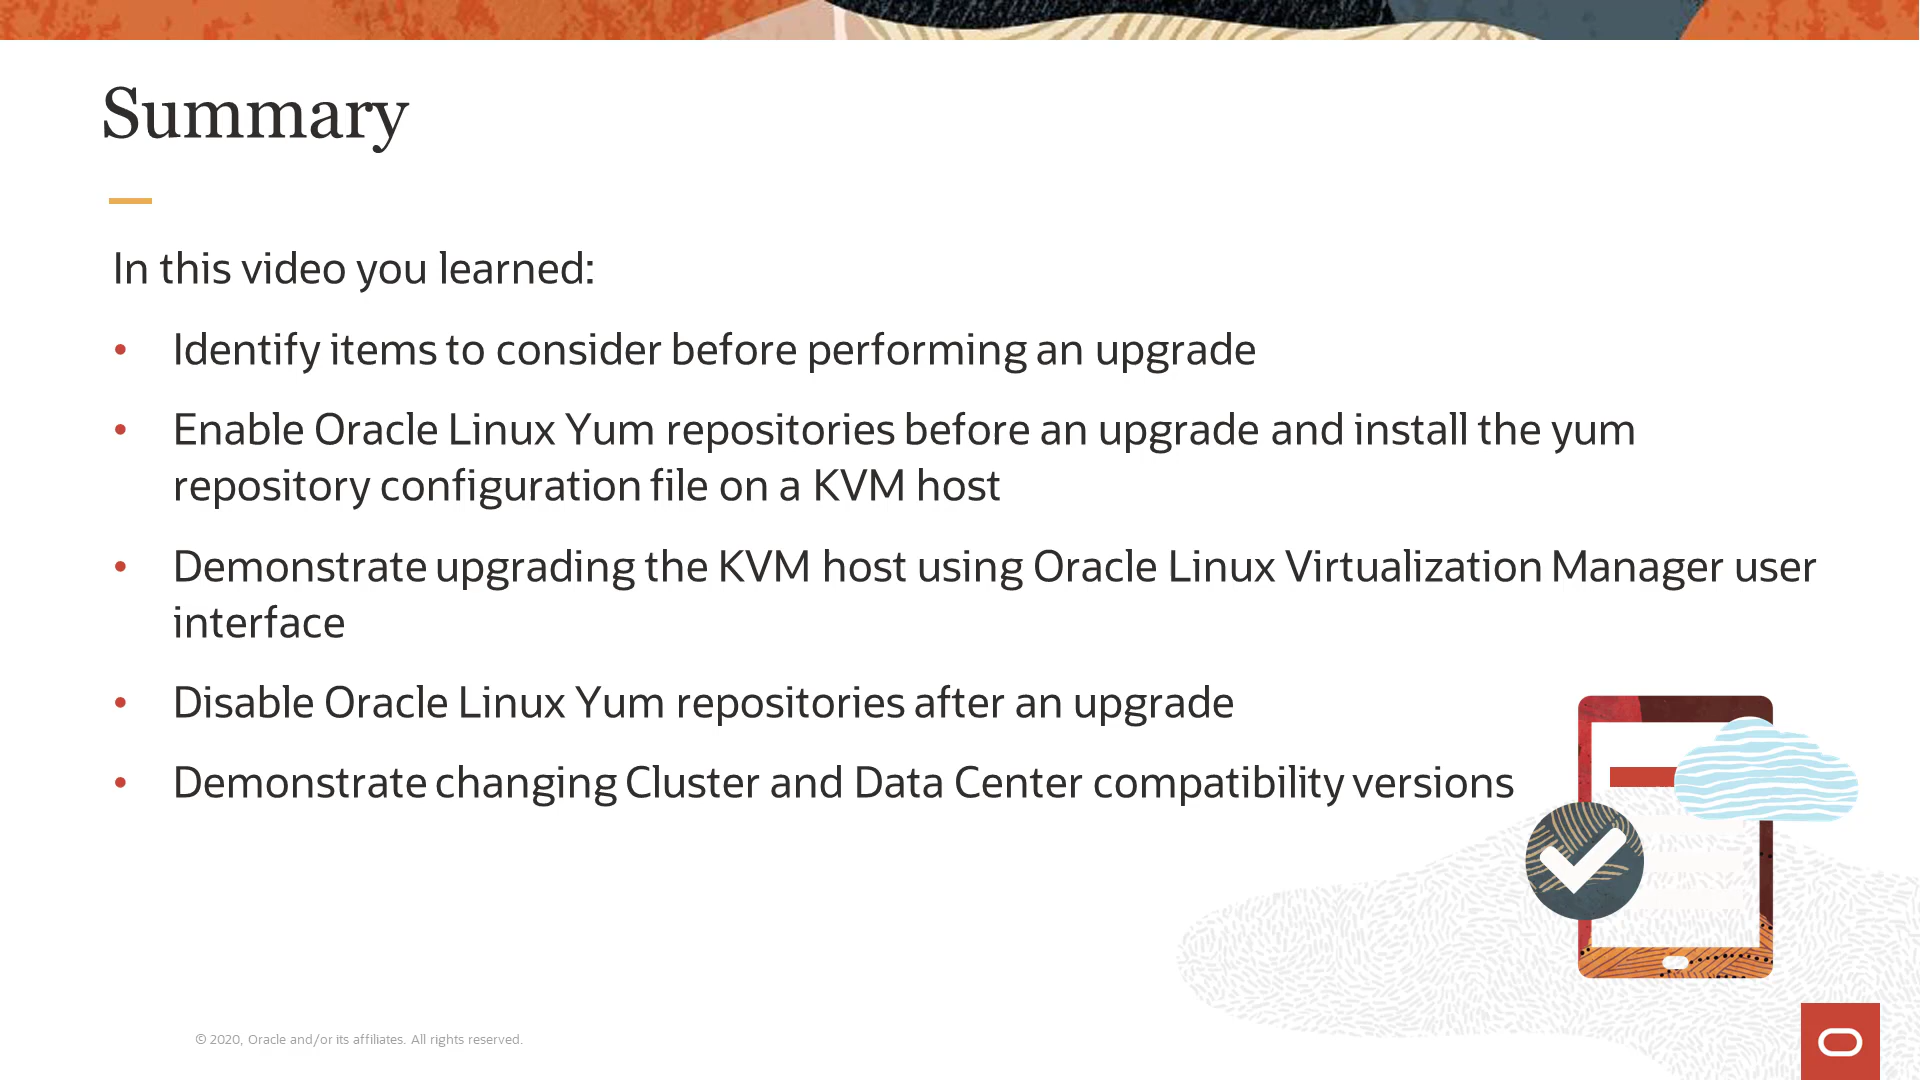 Summary
In this video you learned:
• Identify items to consider before performing an upgrade
• Enable Oracle Linux Yum repositories before an upgrade and install the yum
repository configuration file on a KVM host
• Demonstrate upgrading the KVM host using Oracle Linux Virtualization Manager user
interface
• Disable Oracle Linux Yum repositories after an upgrade
• Demonstrate changing Cluster and Data Center compatibility versions
© 2020, Oracle and/or its affiliates. All rights reserved.